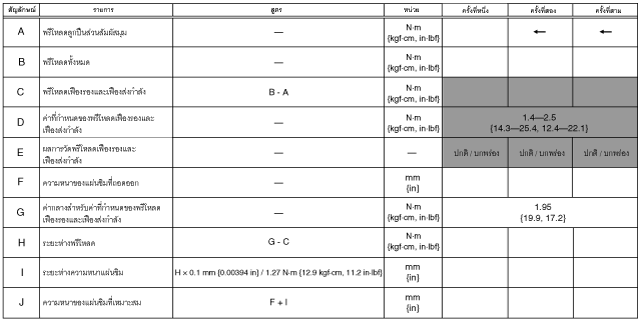 สัญลักษณ์ รายการ สูตร หน่วย ครั้งที่หนึ่ง ครั้งที่สอง ครั้งที่สาม
A พรีโหลดลูกปืนส่วนสัมผัสมุม — N·m ← ←
{kgf·cm, in·lbf}
B พรีโหลดทั้งหมด — N·m
{kgf·cm, in·lbf}
C พรีโหลดเฟืองรองและเฟืองส่งกำลัง B - A N·m
{kgf·cm, in·lbf}
D ค่าที่กำหนดของพรีโหลดเฟืองรองและ — N·m 1.4—2.5
เฟืองส่งกำลัง {kgf·cm, in·lbf} {14.3—25.4, 12.4—22.1}
E ผลการวัดพรีโหลดเฟืองรองและ — — ปกติ / บกพร่อง ปกติ / บกพร่อง ปกติ / บกพร่อง
เฟืองส่งกำลัง
F ความหนาของแผ่นชิมที่ถอดออก — mm
{in}
G ค่ากลางสำหรับค่าที่กำหนดของพรีโหลด — N·m 1.95
เฟืองรองและเฟืองส่งกำลัง {kgf·cm, in·lbf} {19.9, 17.2}
H ระยะห่างพรีโหลด G - C N·m
{kgf·cm, in·lbf}
I ระยะห่างความหนาแผ่นชิม H × 0.1 mm {0.00394 in} / 1.27 N·m {12.9 kgf·cm, 11.2 in·lbf} mm
{in}
J ความหนาของแผ่นชิมที่เหมาะสม F + I mm
{in}